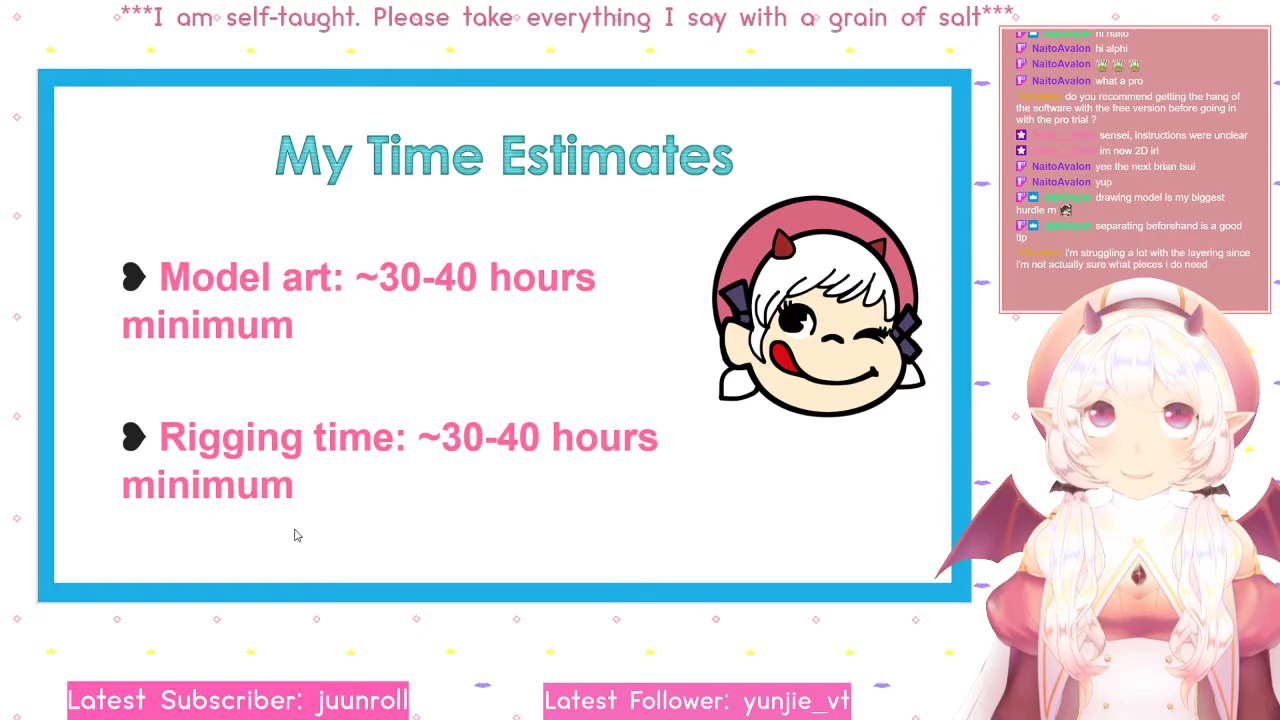 ***I am self-taught. Please take everything I say with a grain of salt***
My Time Estimates
❥ Model art: ~30-40 hours
minimum
❥ Rigging time: ~30-40 hours
minimum
hi naito
NaitoAvalon hi alphi
NaitoAvalon
NaitoAvalon what a pro
do you recommend getting the hang of
the software with the free version before going in
with the pro trial ?
sensei, instructions were unclear
im now 2D irl
NaitoAvalon yee the next brian tsui
NaitoAvalon yup
drawing model is my biggest
hurdle rn
separating beforehand is a good
tip
i'm struggling a lot with the layering since
i'm not actually sure what pieces i do need
Latest Subscriber: juunroll
Latest Follower: yunjie_vt